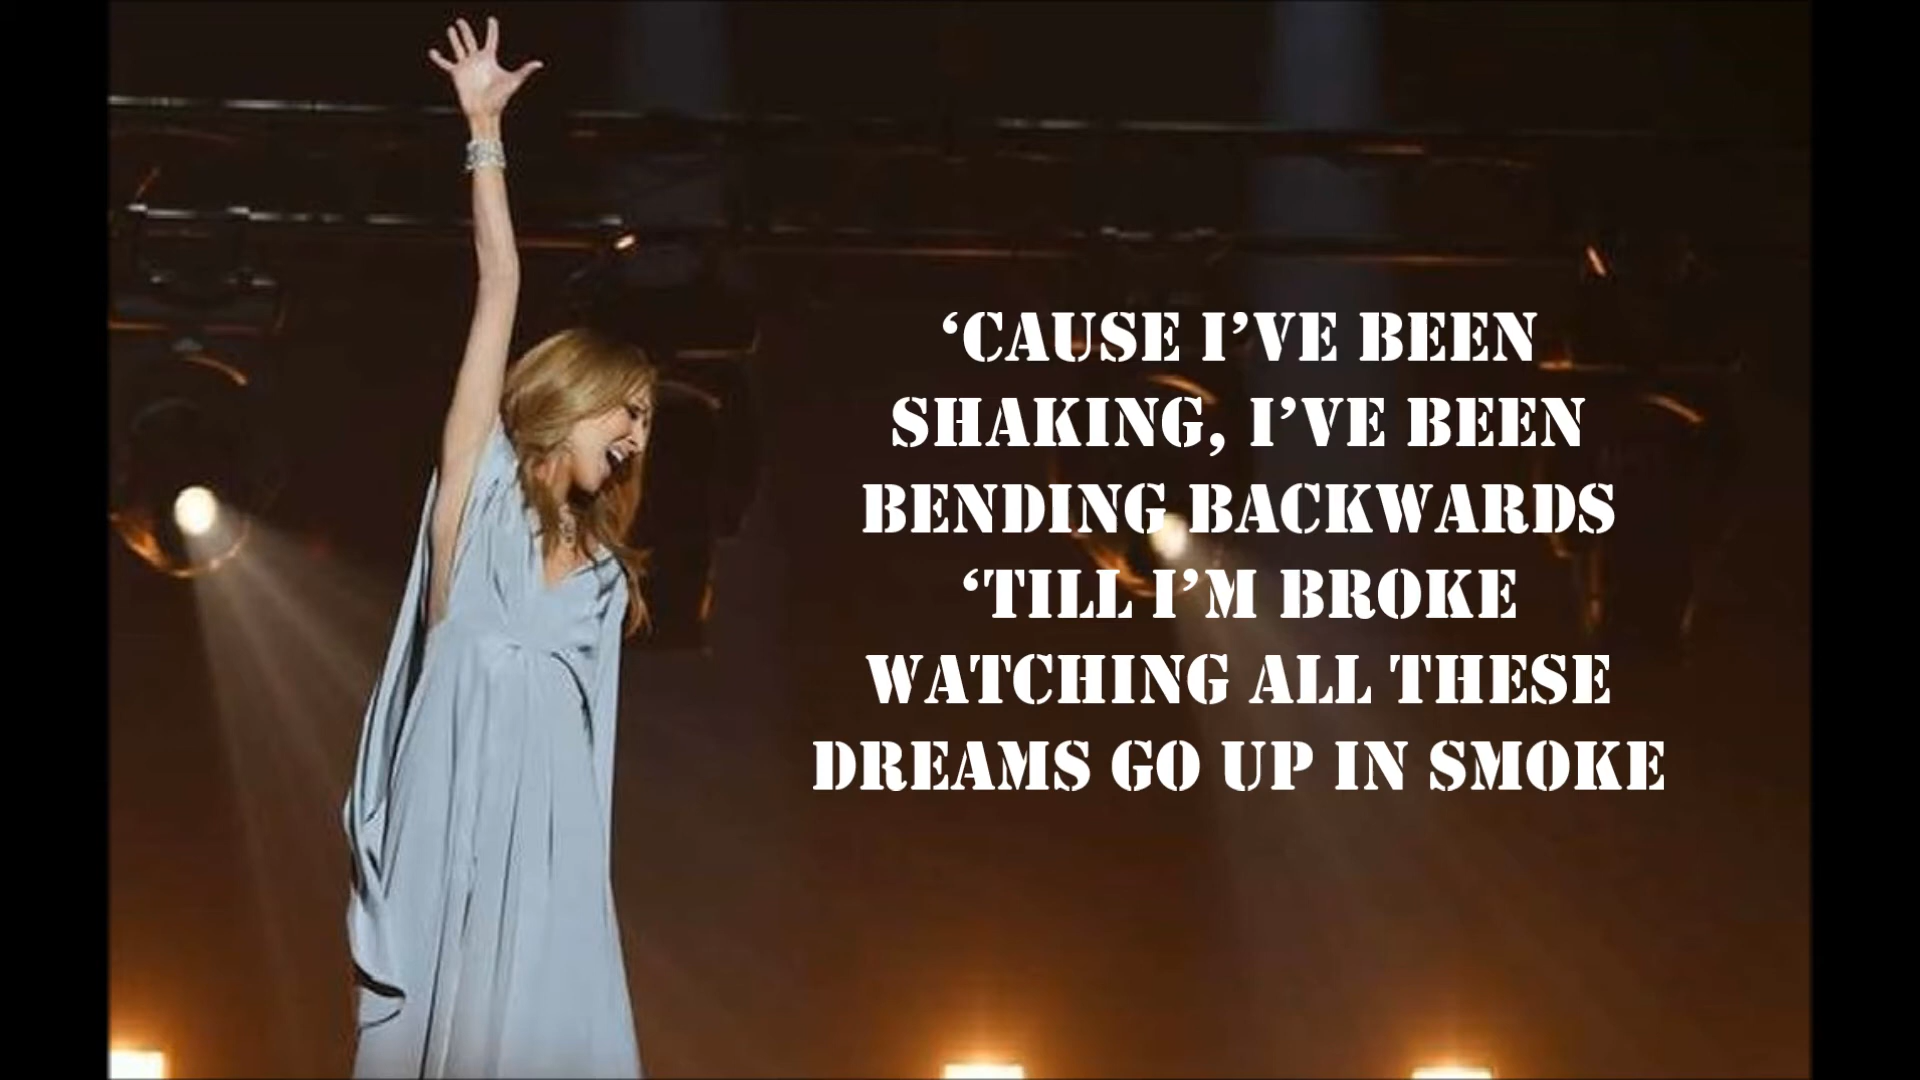 ‘CAUSE I’VE BEEN
SHAKING, I’VE BEEN
BENDING BACKWARDS
‘TILL I’M BROKE
WATCHING ALL THESE
DREAMS GO UP IN SMOKE